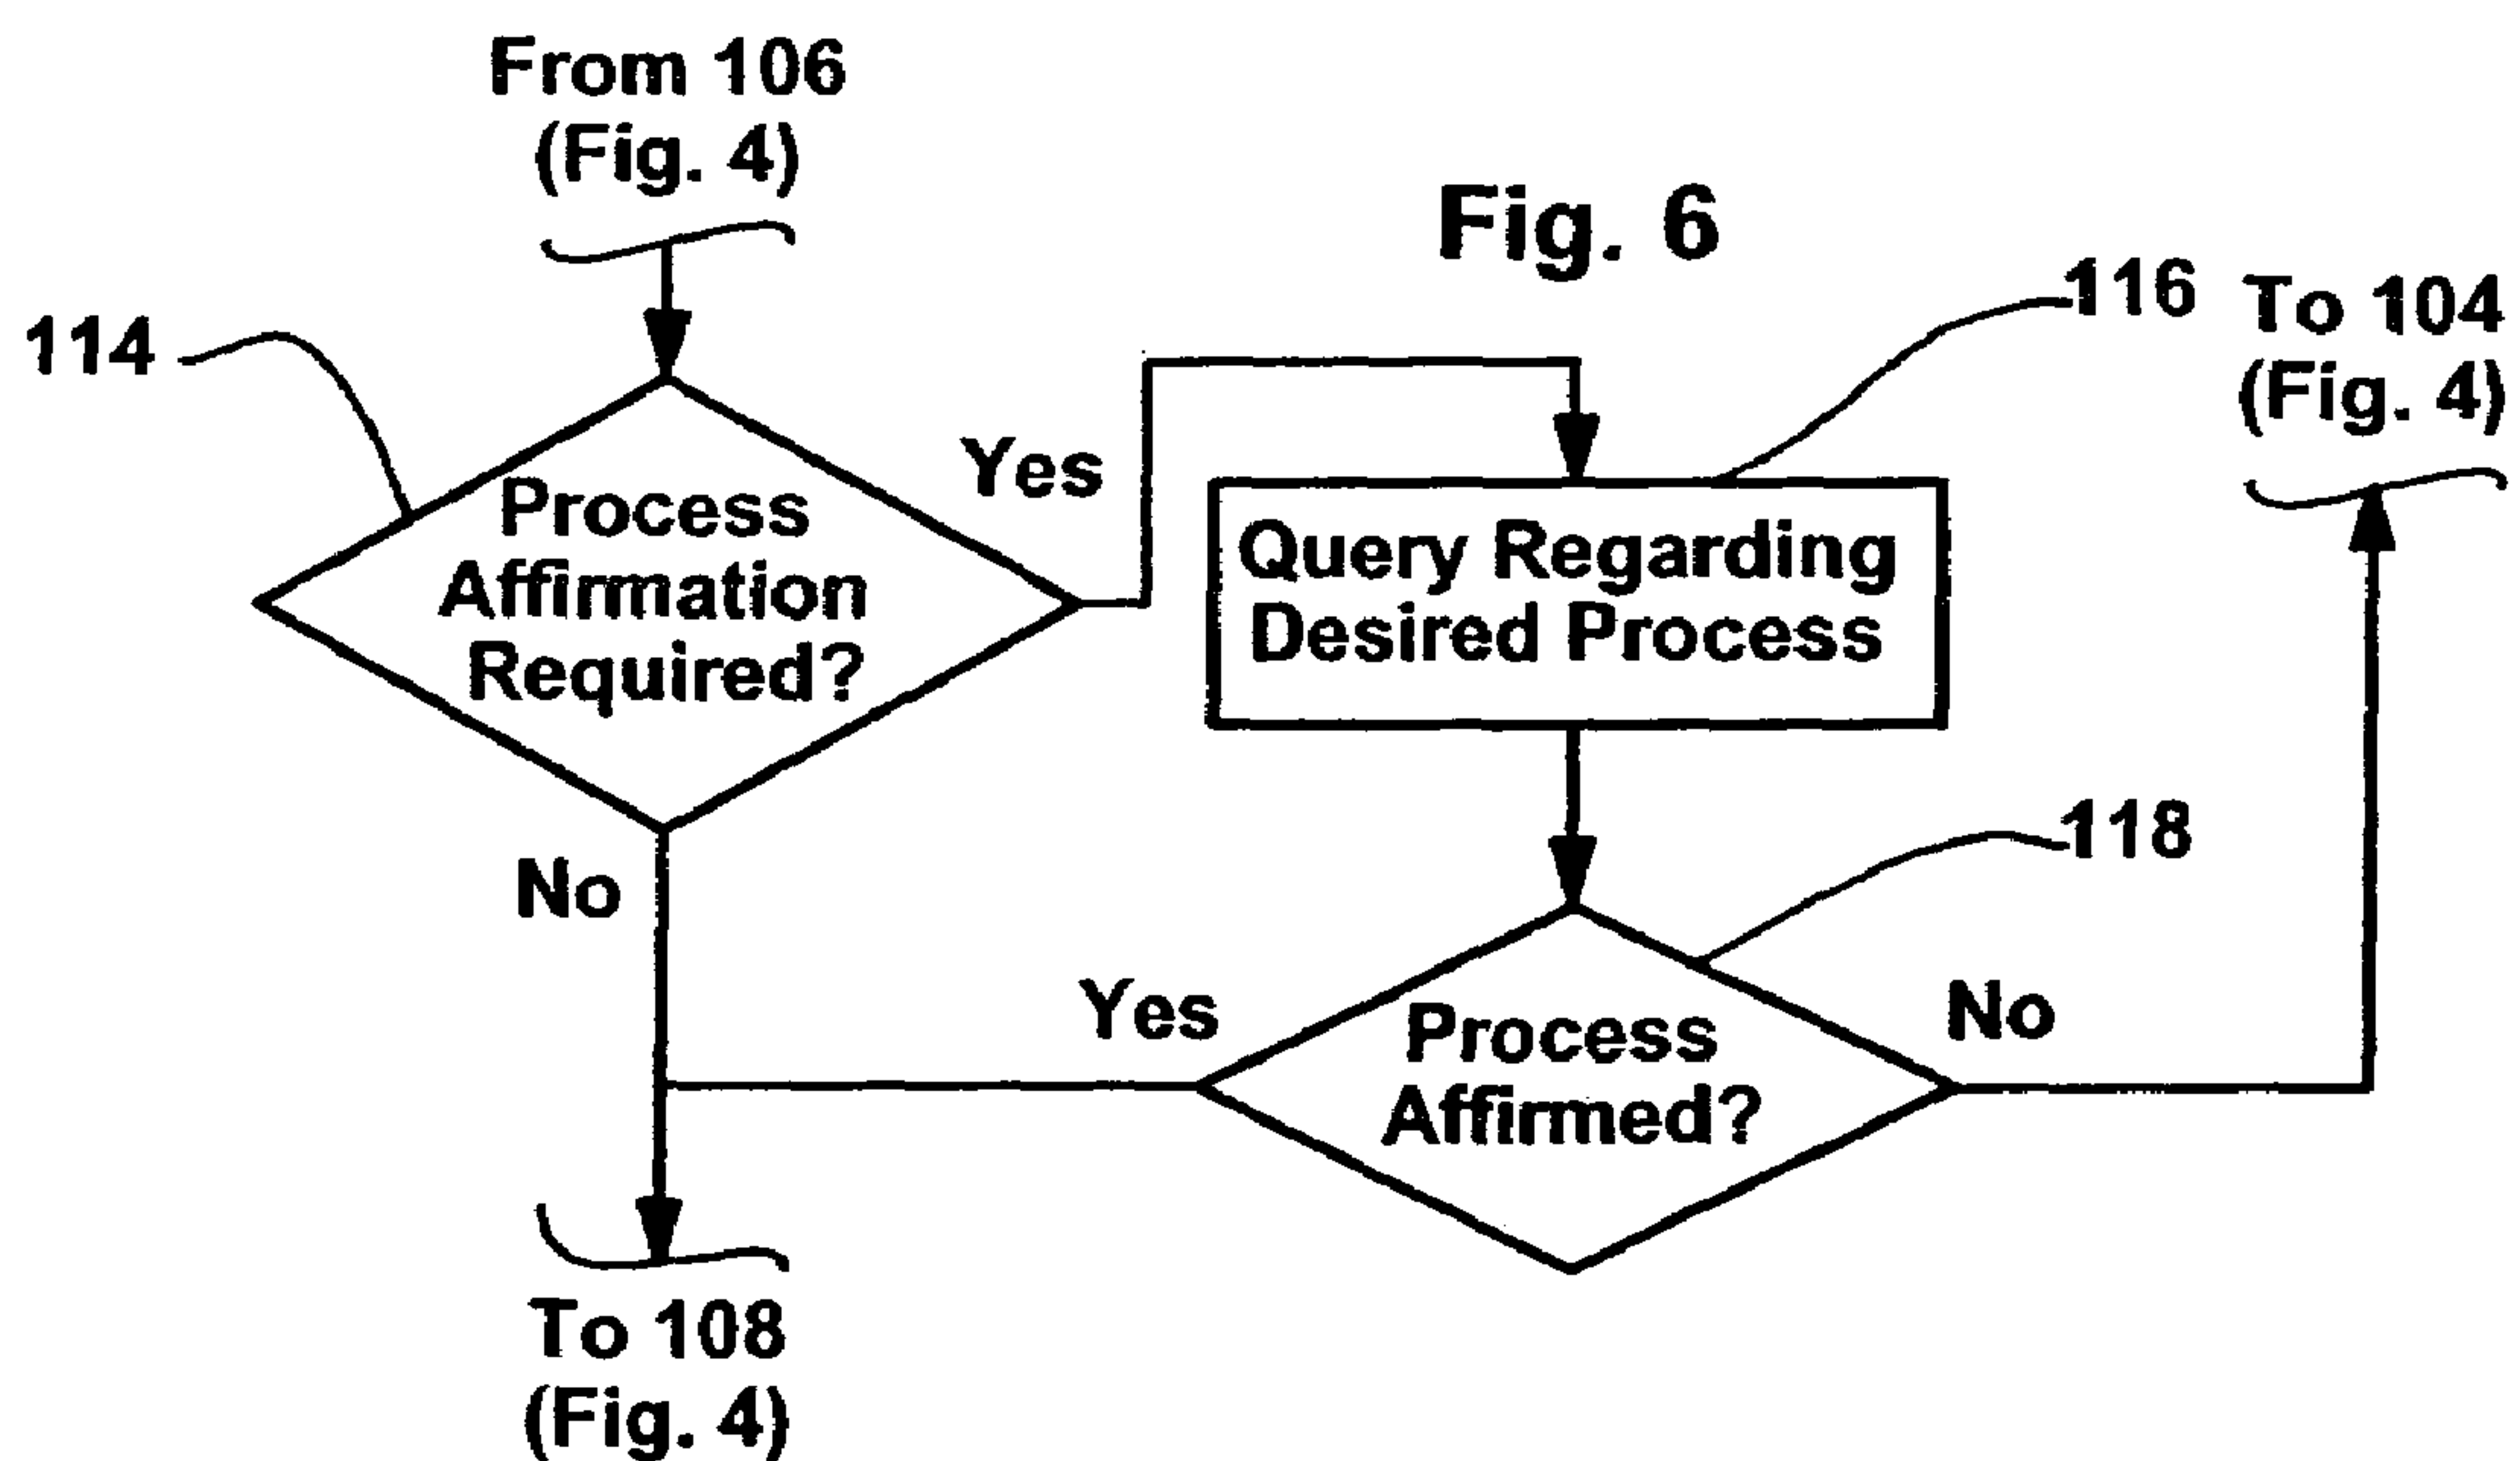 From 106
(Fig. 4)
Fig. 6
116
To 104
(Fig. 4)
114
Yes
Process
Affirmation
Required?
Query Regarding
Desired Process
No
118
Yes
Process
Affirmed?
No
To 108
(Fig. 4)